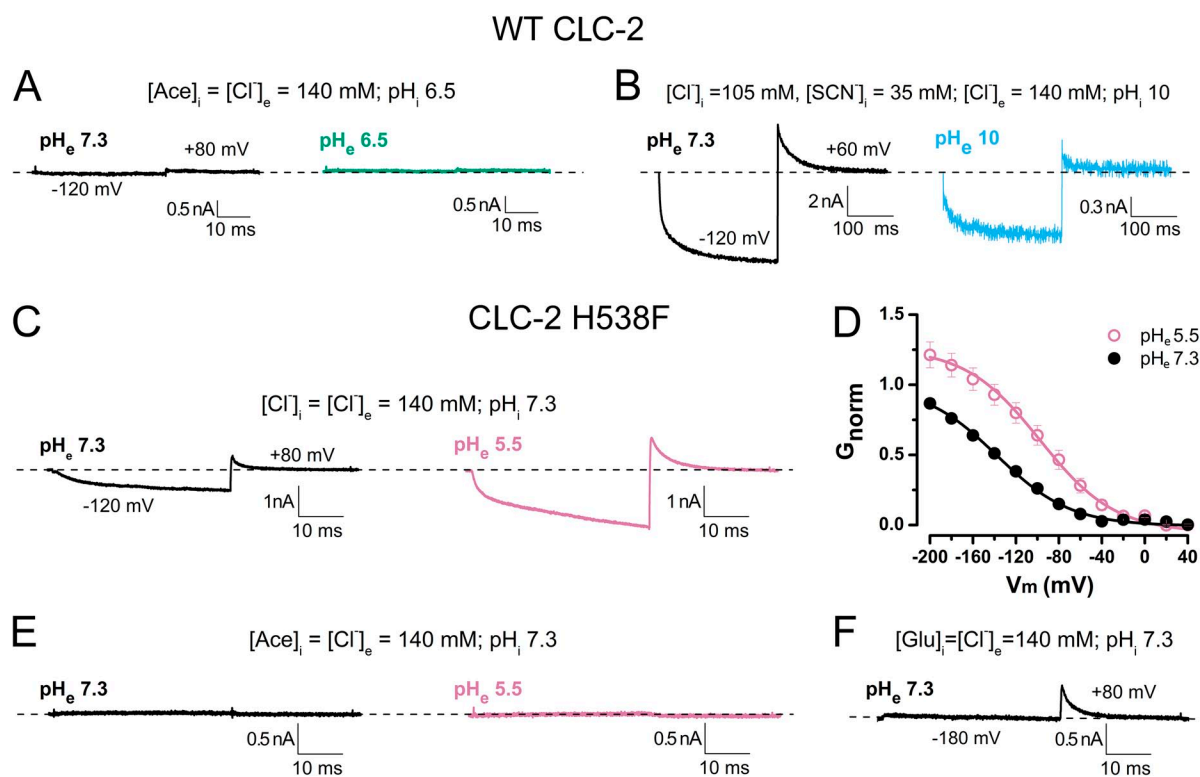 WT CLC-2
A
[Ace]i = [Cl-]e = 140 mM; pHi 6.5
pHe 7.3
+80 mV
-120 mV
0.5 nA
10 ms
pHe 6.5
0.5 nA
10 ms
B
[Cl-]i =105 mM, [SCN-]i = 35 mM; [Cl-]e = 140 mM; pHi 10
pHe 7.3
+60 mV
-120 mV
2 nA
100 ms
pHe 10
0.3 nA
100 ms
C
CLC-2 H538F
[Cl-]i = [Cl-]e = 140 mM; pHi 7.3
pHe 7.3
+80 mV
-120 mV
1nA
10 ms
pHe 5.5
1 nA
10 ms
D
1.5
1.0
0.5
0.0
Gnorm
pHe 5.5
pHe 7.3
-200 -160 -120 -80 -40 0 40
Vm (mV)
E
[Ace]i = [Cl-]e = 140 mM; pHi 7.3
pHe 7.3
0.5 nA
10 ms
pHe 5.5
0.5 nA
10 ms
F
[Glu]i=[Cl-]e=140 mM; pHi 7.3
pHe 7.3
+80 mV
-180 mV
0.5 nA
10 ms